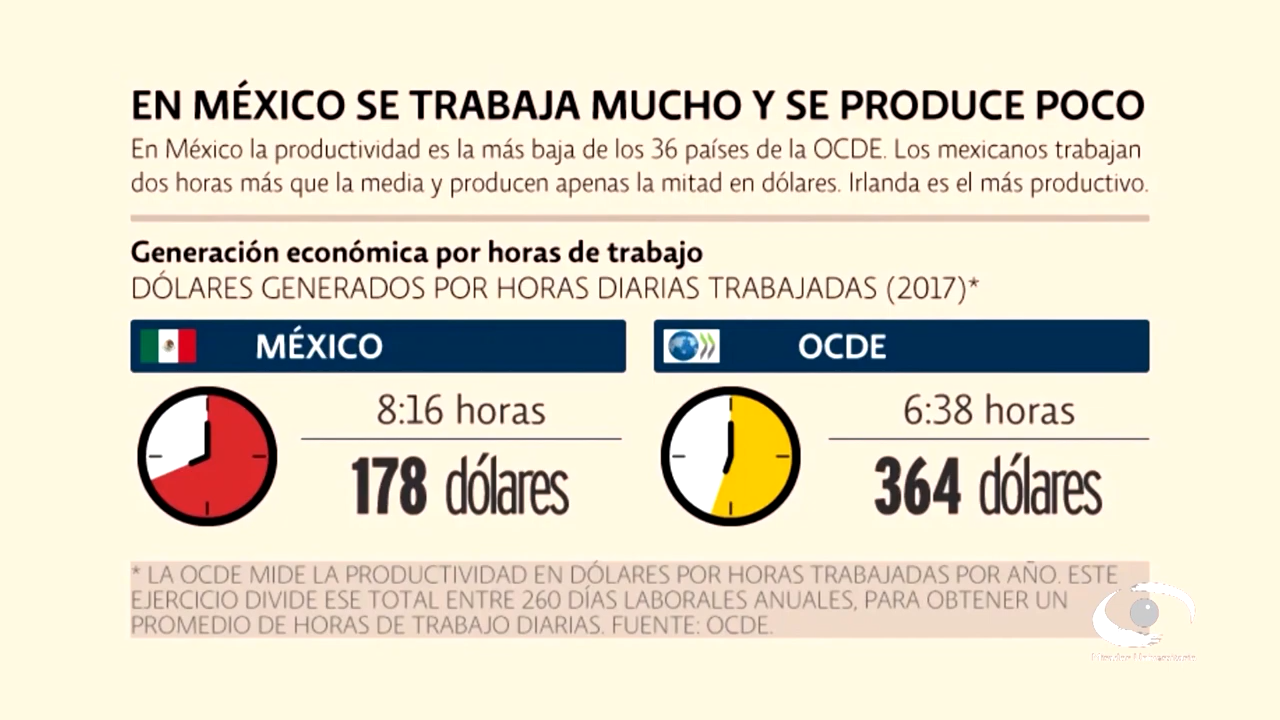 EN MÉXICO SE TRABAJA MUCHO Y SE PRODUCE POCO
En México la productividad es la más baja de los 36 países de la OCDE. Los mexicanos trabajan
dos horas más que la media y producen apenas la mitad en dólares. Irlanda es el más productivo.
Generación económica por horas de trabajo
DÓLARES GENERADOS POR HORAS DIARIAS TRABAJADAS (2017)*
MÉXICO
8:16 horas
178 dólares
OCDE
6:38 horas
364 dólares
* LA OCDE MIDE LA PRODUCTIVIDAD EN DÓLARES POR HORAS TRABAJADAS POR AÑO. ESTE
EJERCICIO DIVIDE ESE TOTAL ENTRE 260 DÍAS LABORALES ANUALES, PARA OBTENER UN
PROMEDIO DE HORAS DE TRABAJO DIARIAS. FUENTE: OCDE.